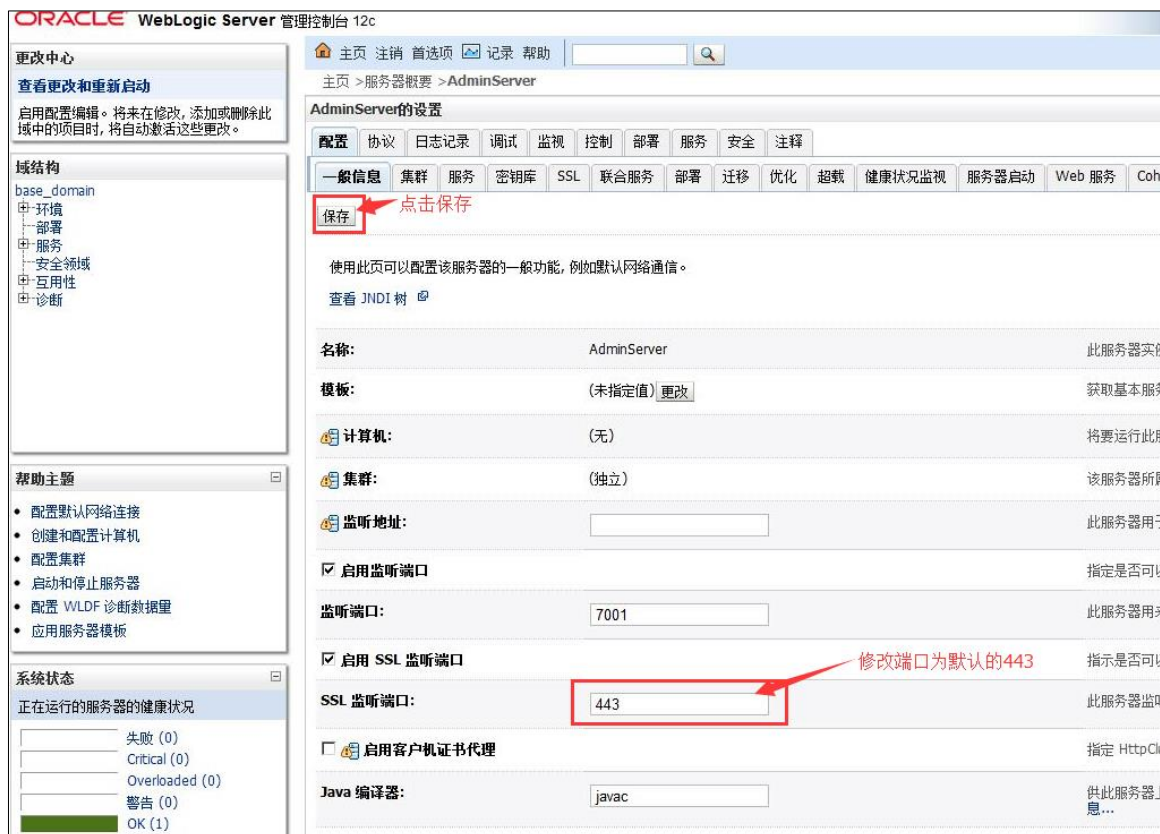 ORACLE WebLogic Server 管理控制台 12c
更改中心
查看更改和重新启动
启用配置编辑。将来在修改, 添加或删除此
域中的项目时, 将自动激活这些更改。
域结构
base_domain
环境
部署
服务
安全领域
互用性
诊断
帮助主题
配置默认网络连接
创建和配置计算机
配置集群
启动和停止服务器
配置 WLDF 诊断数据量
应用服务器模板
系统状态
正在运行的服务器的健康状况
失败 (0)
Critical (0)
Overloaded (0)
警告 (0)
OK (1)
主页 注销 首选项 记录 帮助
主页 >服务器概要 >AdminServer
AdminServer的设置
配置 协议 日志记录 调试 监视 控制 部署 服务 安全 注释
一般信息 集群 服务 密钥库 SSL 联合服务 部署 迁移 优化 超载 健康状况监视 服务器启动 Web 服务 Coh
保存 点击保存
使用此页可以配置该服务器的一般功能, 例如默认网络通信。
查看 JNDI 树
名称: AdminServer 此服务器实
模板: (未指定值) 更改 获取基本服
计算机: (无) 将要运行此
集群: (独立) 该服务器所
监听地址: 此服务器用
启用监听端口 指定是否可
监听端口: 7001 此服务器用
启用 SSL 监听端口 修改端口为默认的443 指示是否可
SSL 监听端口: 443 此服务器监
启用客户机证书代理 指定 HttpCl
Java 编译器: javac 供此服务器上
息...